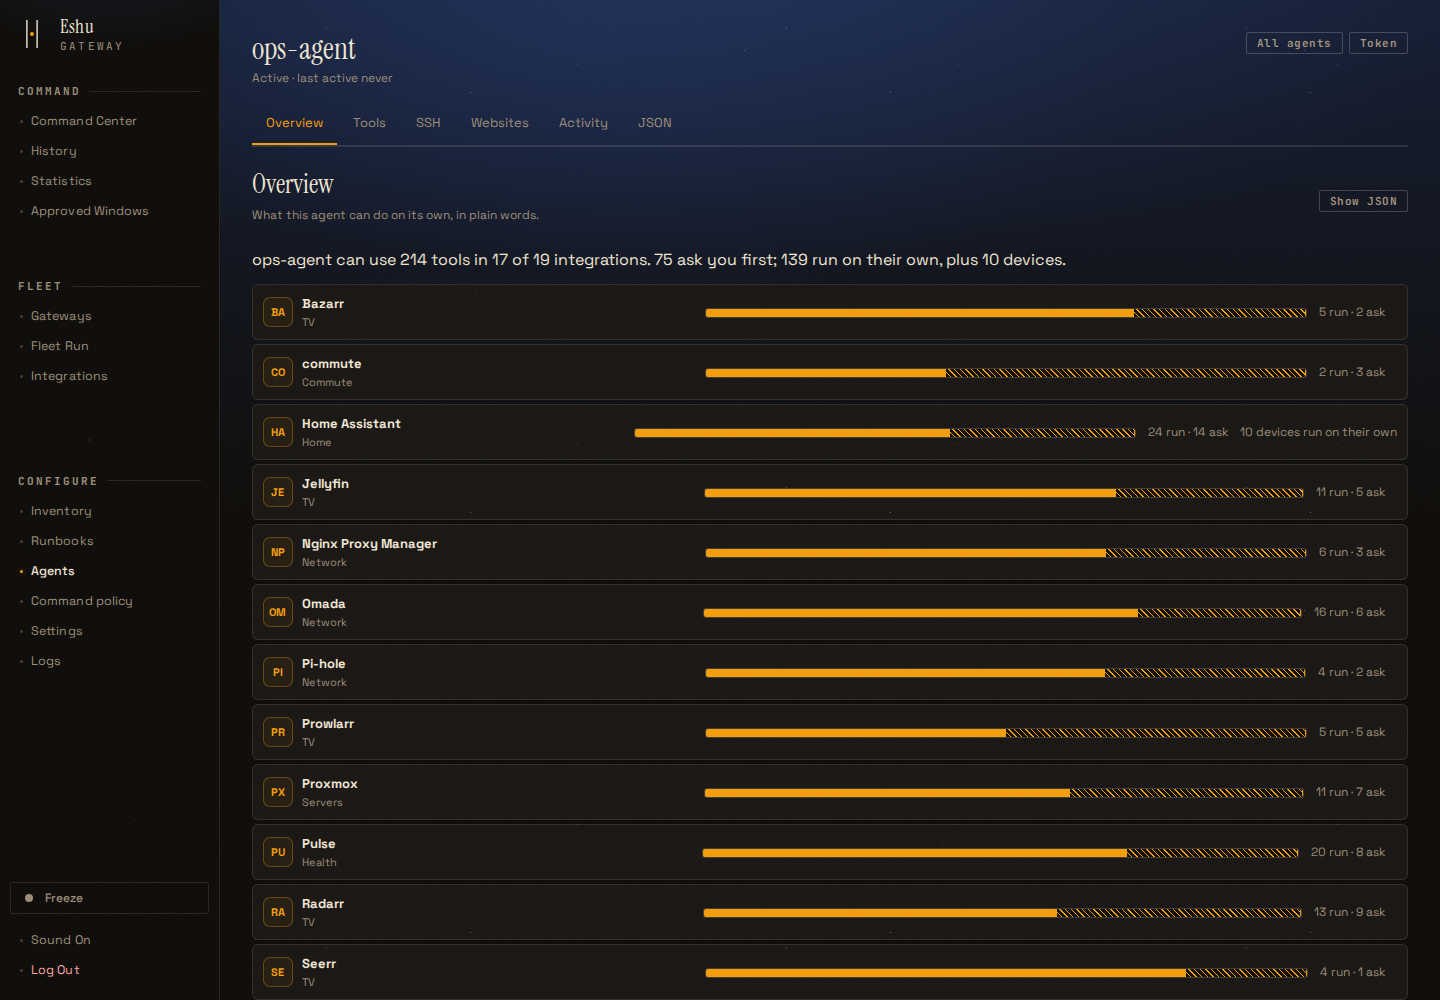 Eshu
GATEWAY
COMMAND
Command Center
History
Statistics
Approved Windows
FLEET
Gateways
Fleet Run
Integrations
CONFIGURE
Inventory
Runbooks
Agents
Command policy
Settings
Logs
Freeze
Sound On
Log Out
ops-agent
Active · last active never
All agents
Token
Overview
Tools
SSH
Websites
Activity
JSON
Overview
What this agent can do on its own, in plain words.
Show JSON
ops-agent can use 214 tools in 17 of 19 integrations. 75 ask you first; 139 run on their own, plus 10 devices.
BA
Bazarr
TV
5 run · 2 ask
CO
commute
Commute
2 run · 3 ask
HA
Home Assistant
Home
24 run · 14 ask
10 devices run on their own
JE
Jellyfin
TV
11 run · 5 ask
NP
Nginx Proxy Manager
Network
6 run · 3 ask
OM
Omada
Network
16 run · 6 ask
PI
Pi-hole
Network
4 run · 2 ask
PR
Prowlarr
TV
5 run · 5 ask
PX
Proxmox
Servers
11 run · 7 ask
PU
Pulse
Health
20 run · 8 ask
RA
Radarr
TV
13 run · 9 ask
SE
Seerr
TV
4 run · 1 ask